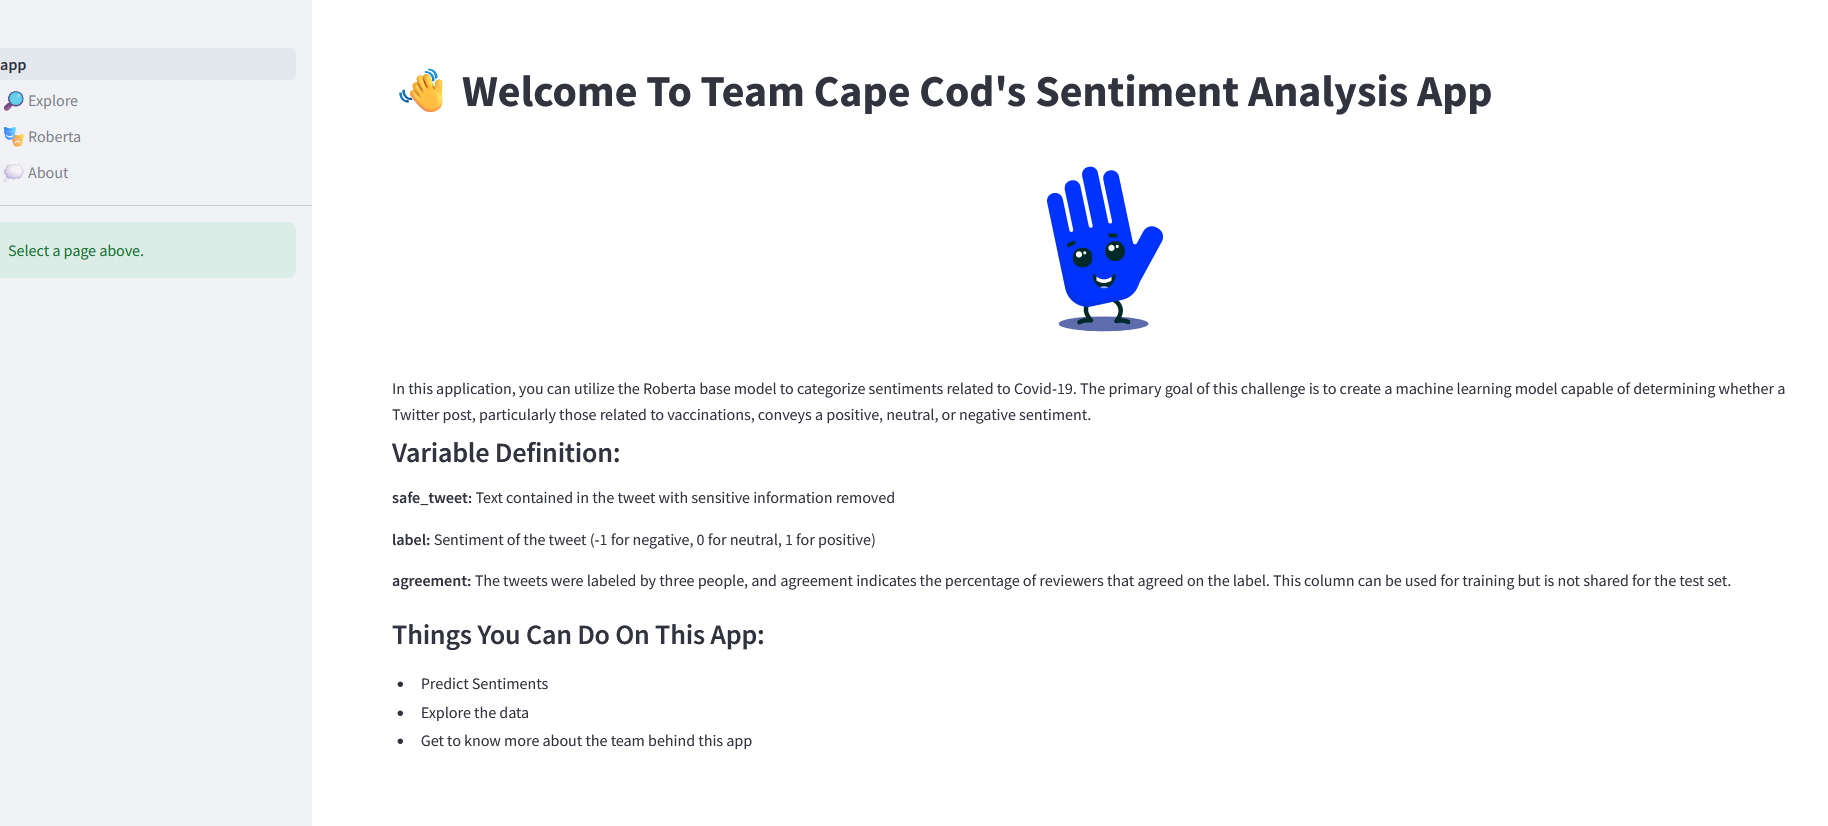 app
Explore
Roberta
About
Select a page above.
Welcome To Team Cape Cod's Sentiment Analysis App
In this application, you can utilize the Roberta base model to categorize sentiments related to Covid-19. The primary goal of this challenge is to create a machine learning model capable of determining whether a
Twitter post, particularly those related to vaccinations, conveys a positive, neutral, or negative sentiment.
Variable Definition:
safe_tweet: Text contained in the tweet with sensitive information removed
label: Sentiment of the tweet (-1 for negative, 0 for neutral, 1 for positive)
agreement: The tweets were labeled by three people, and agreement indicates the percentage of reviewers that agreed on the label. This column can be used for training but is not shared for the test set.
Things You Can Do On This App:
• Predict Sentiments
• Explore the data
• Get to know more about the team behind this app